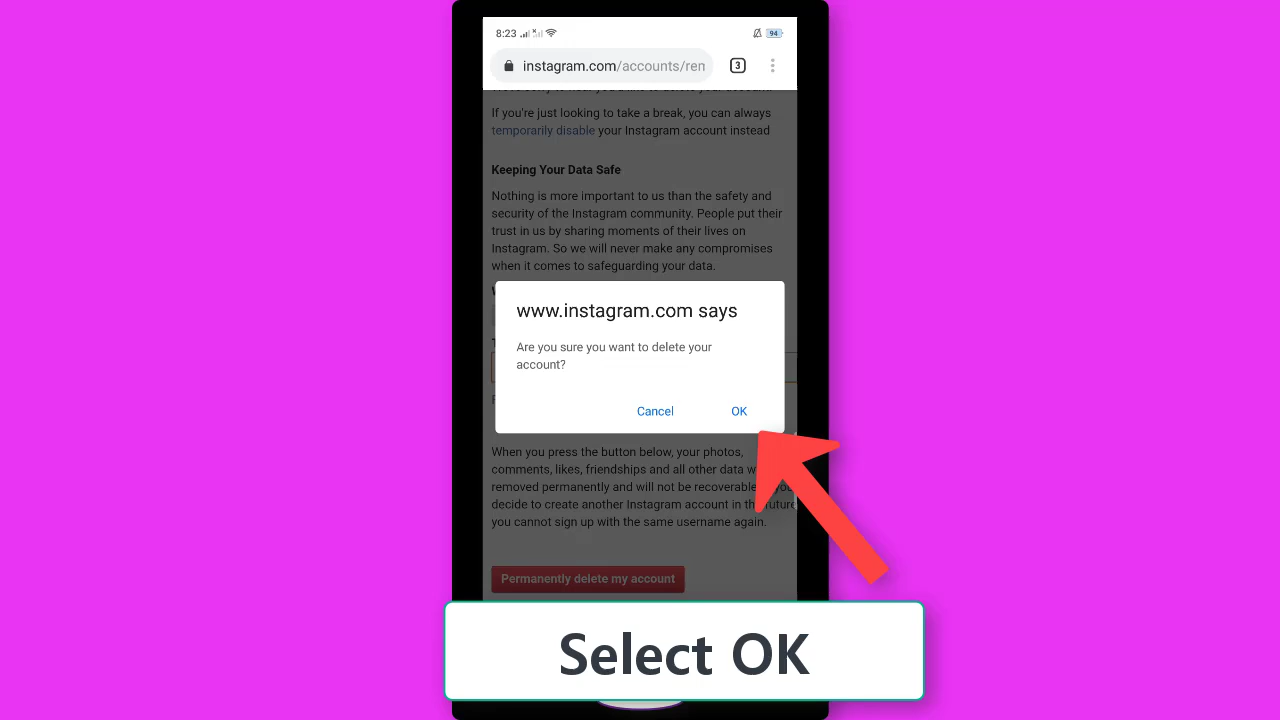 8:23
94
instagram.com/accounts/rem
3
If you're just looking to take a break, you can always
temporarily disable your Instagram account instead
Keeping Your Data Safe
Nothing is more important to us than the safety and
security of the Instagram community. People put their
trust in us by sharing moments of their lives on
Instagram. So we will never make any compromises
when it comes to safeguarding your data.
www.instagram.com says
Are you sure you want to delete your
account?
Cancel
OK
When you press the button below, your photos,
comments, likes, friendships and all other data
removed permanently and will not be recoverable
decide to create another Instagram account in the future
you cannot sign up with the same username again.
Permanently delete my account
Select OK